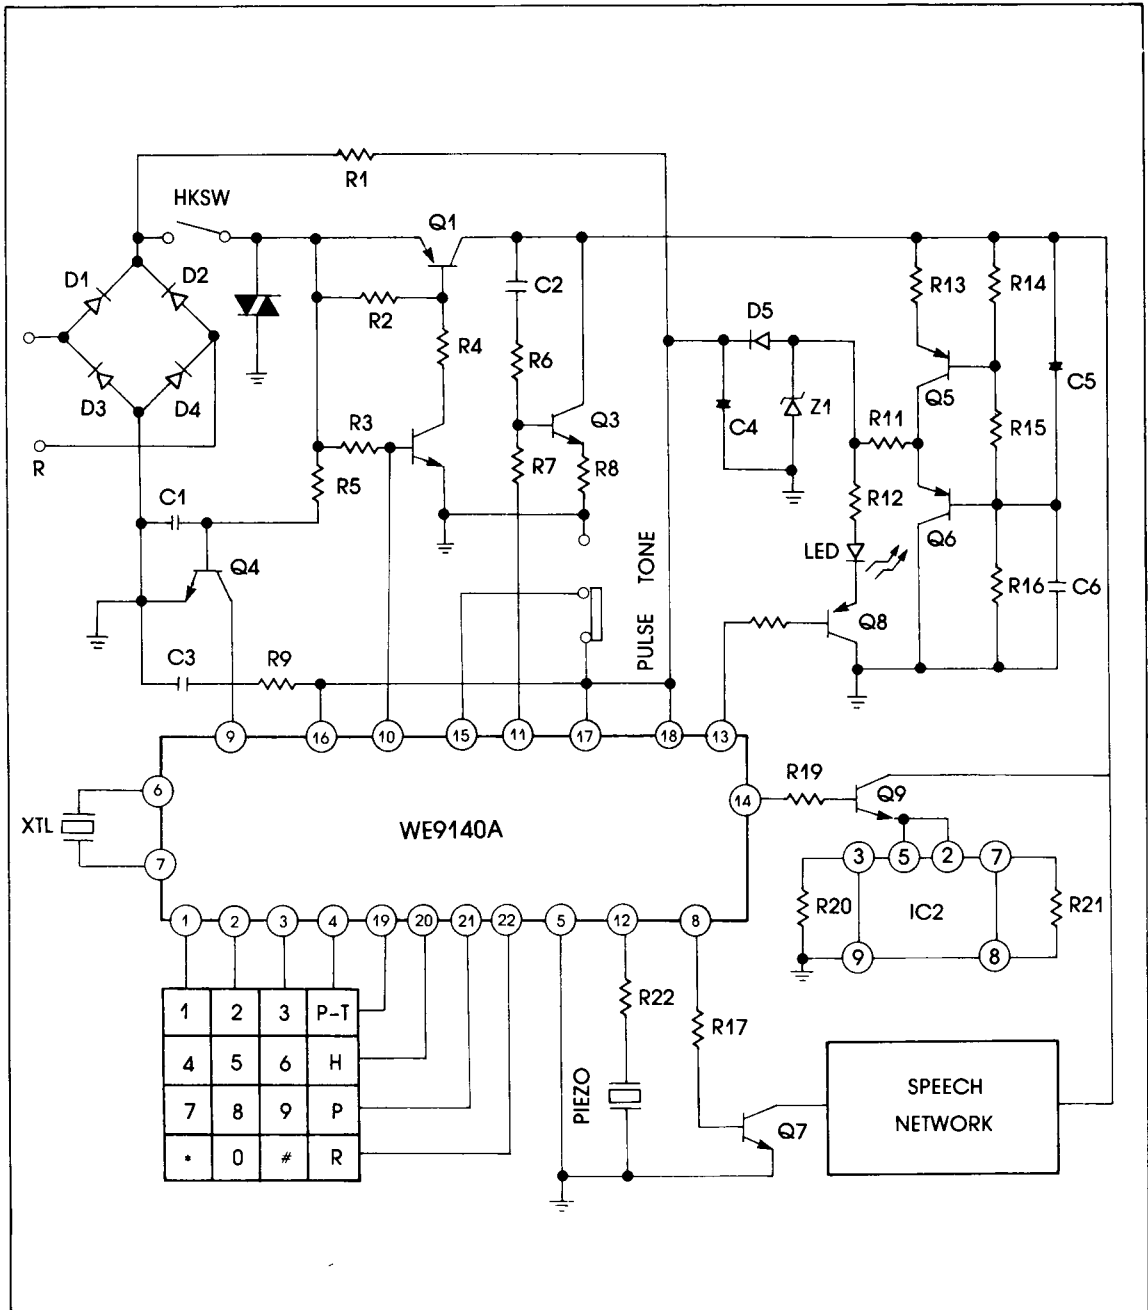 R1
HKSW
Q1
D1
D2
C2
R13
R14
R2
D5
R4
R6
C5
D3
D4
R3
Q3
C4
Z1
R11
Q5
R15
R
R5
R7
R8
R12
C1
Q6
LED
Q4
PULSE TONE
R16
C6
Q8
C3
R9
9
16
10
15
11
17
18
13
6
R19
Q9
14
XTL
WE9140A
7
3
5
2
7
1
2
3
4
19
20
21
22
5
12
8
R20
IC2
R21
9
8
1 2 3 P-T
R22
R17
4 5 6 H
PIEZO
SPEECH
7 8 9 P
NETWORK
Q7
* 0 # R